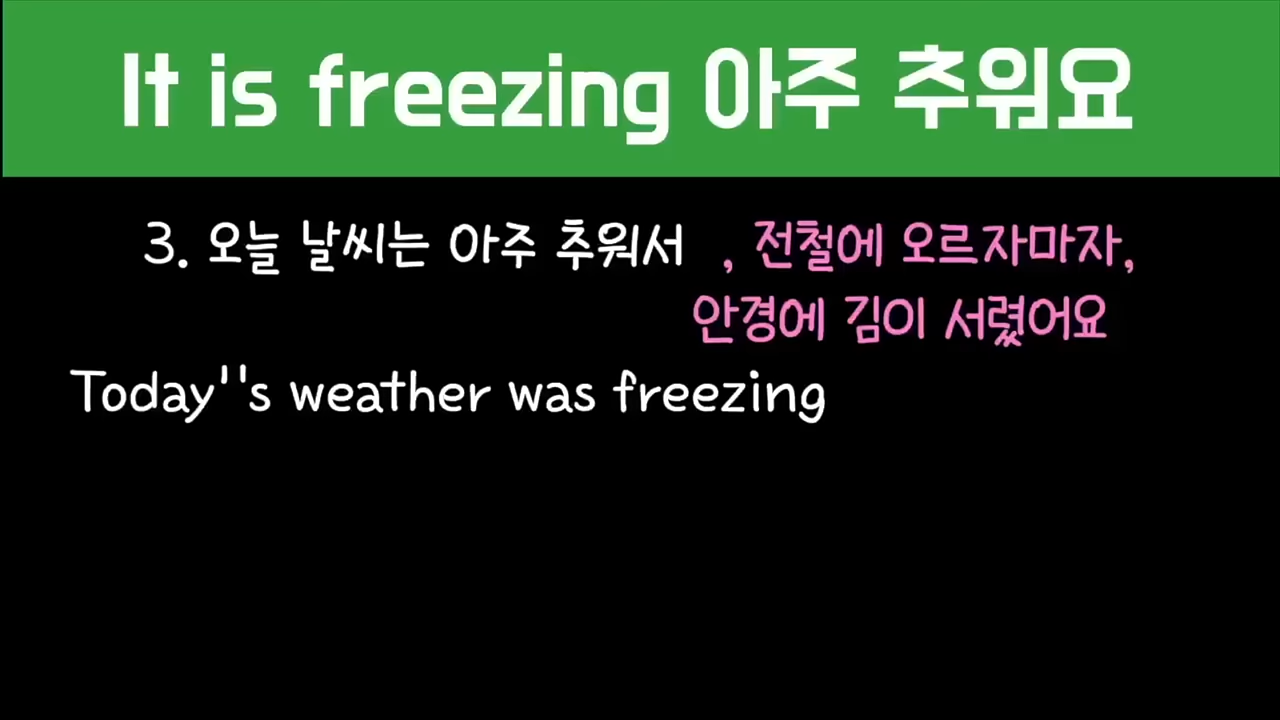 It is freezing 아주 추워요
3. 오늘 날씨는 아주 추워서 , 전철에 오르자마자,
안경에 김이 서렸어요
Today''s weather was freezing